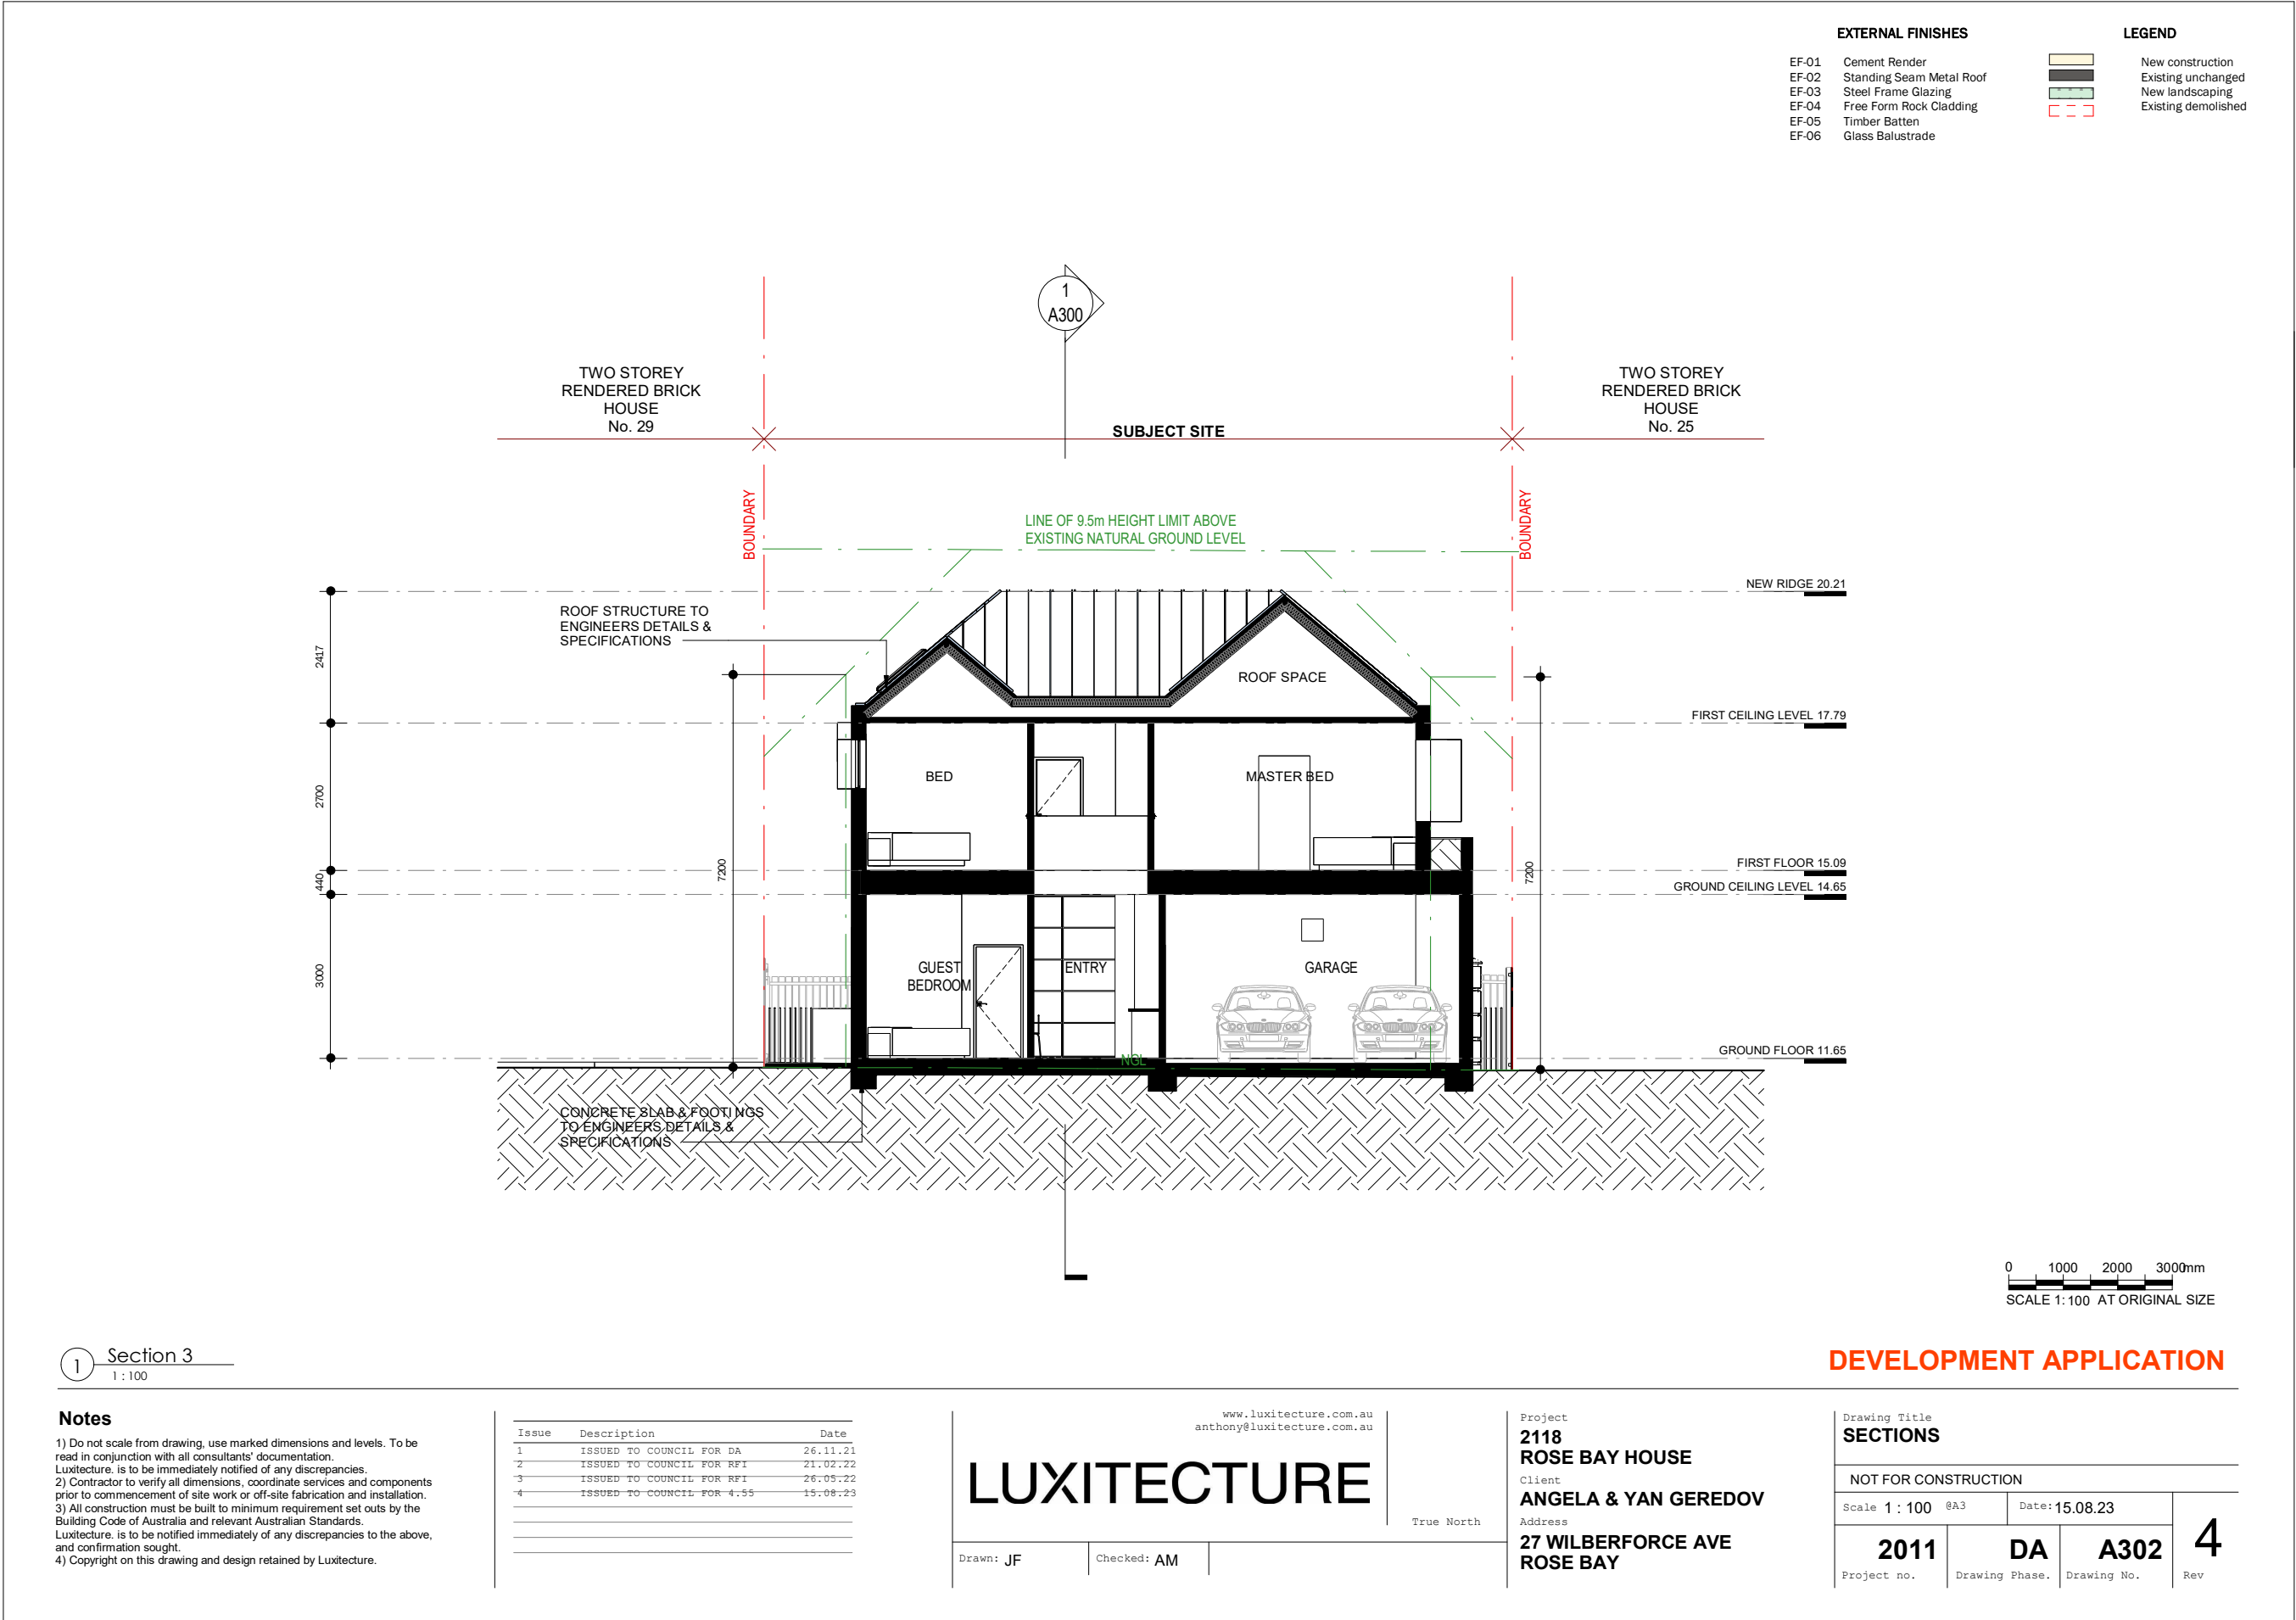 EXTERNAL FINISHES
EF-01 Cement Render
EF-02 Standing Seam Metal Roof
EF-03 Steel Frame Glazing
EF-04 Free Form Rock Cladding
EF-05 Timber Batten
EF-06 Glass Balustrade
LEGEND
New construction
Existing unchanged
New landscaping
Existing demolished
1
A300
TWO STOREY
RENDERED BRICK
HOUSE
No. 29
SUBJECT SITE
TWO STOREY
RENDERED BRICK
HOUSE
No. 25
BOUNDARY
LINE OF 9.5m HEIGHT LIMIT ABOVE
EXISTING NATURAL GROUND LEVEL
BOUNDARY
NEW RIDGE 20.21
ROOF STRUCTURE TO
ENGINEERS DETAILS &
SPECIFICATIONS
2417
ROOF SPACE
FIRST CEILING LEVEL 17.79
BED
MASTER BED
2700
7200
7200
FIRST FLOOR 15.09
440
GROUND CEILING LEVEL 14.65
GUEST
BEDROOM
ENTRY
GARAGE
3000
GROUND FLOOR 11.65
NGL
CONCRETE SLAB & FOOTINGS
TO ENGINEERS DETAILS &
SPECIFICATIONS
0 1000 2000 3000mm
SCALE 1: 100 AT ORIGINAL SIZE
1 Section 3
1 : 100
DEVELOPMENT APPLICATION
Notes
1) Do not scale from drawing, use marked dimensions and levels. To be
read in conjunction with all consultants' documentation.
Luxitecture. is to be immediately notified of any discrepancies.
2) Contractor to verify all dimensions, coordinate services and components
prior to commencement of site work or off-site fabrication and installation.
3) All construction must be built to minimum requirement set outs by the
Building Code of Australia and relevant Australian Standards.
Luxitecture. is to be notified immediately of any discrepancies to the above,
and confirmation sought.
4) Copyright on this drawing and design retained by Luxitecture.
Issue Description Date
1 ISSUED TO COUNCIL FOR DA 26.11.21
2 ISSUED TO COUNCIL FOR RFI 21.02.22
3 ISSUED TO COUNCIL FOR RFI 26.05.22
4 ISSUED TO COUNCIL FOR 4.55 15.08.23
www.luxitecture.com.au
anthony@luxitecture.com.au
LUXITECTURE
True North
Drawn: JF
Checked: AM
Project
2118
ROSE BAY HOUSE
Client
ANGELA & YAN GEREDOV
Address
27 WILBERFORCE AVE
ROSE BAY
Drawing Title
SECTIONS
NOT FOR CONSTRUCTION
Scale 1 : 100 @A3
Date: 15.08.23
2011
Project no.
DA
Drawing Phase.
A302
Drawing No.
4
Rev